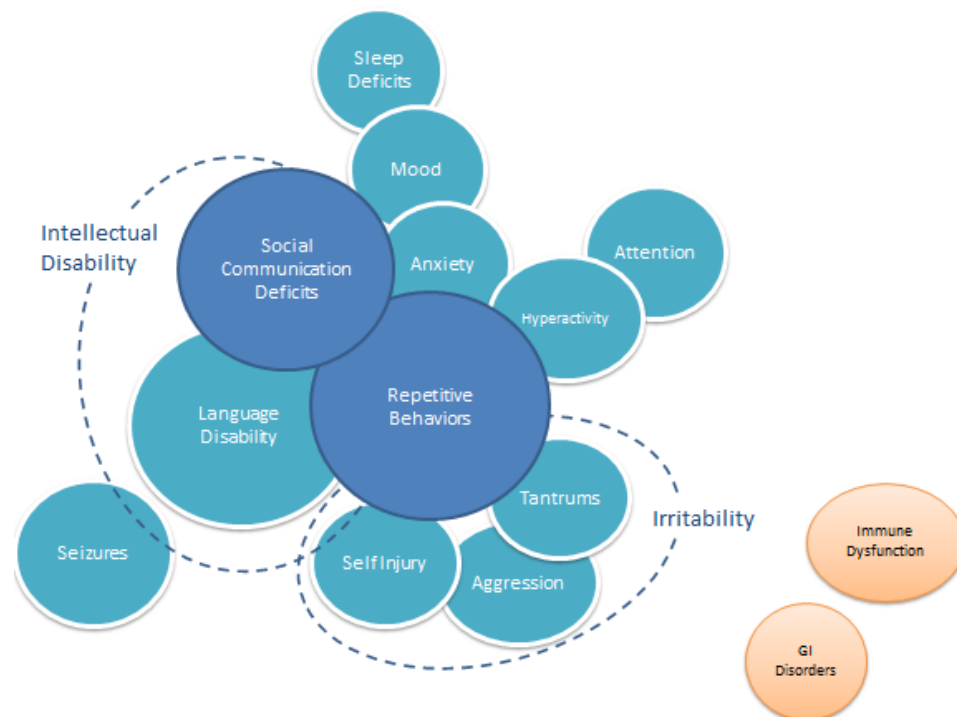 Sleep
Deficits
Mood
Intellectual
Disability
Social
Communication
Deficits
Anxiety
Attention
Hyperactivity
Repetitive
Behaviors
Language
Disability
Tantrums
Irritability
Seizures
Self Injury
Aggression
Immune
Dysfunction
GI
Disorders